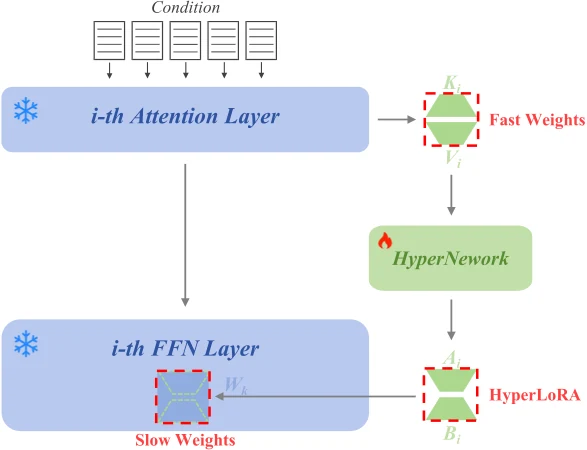 Condition
i-th Attention Layer
K_i
Fast Weights
V_i
HyperNework
i-th FFN Layer
A_i
W_k
HyperLoRA
B_i
Slow Weights